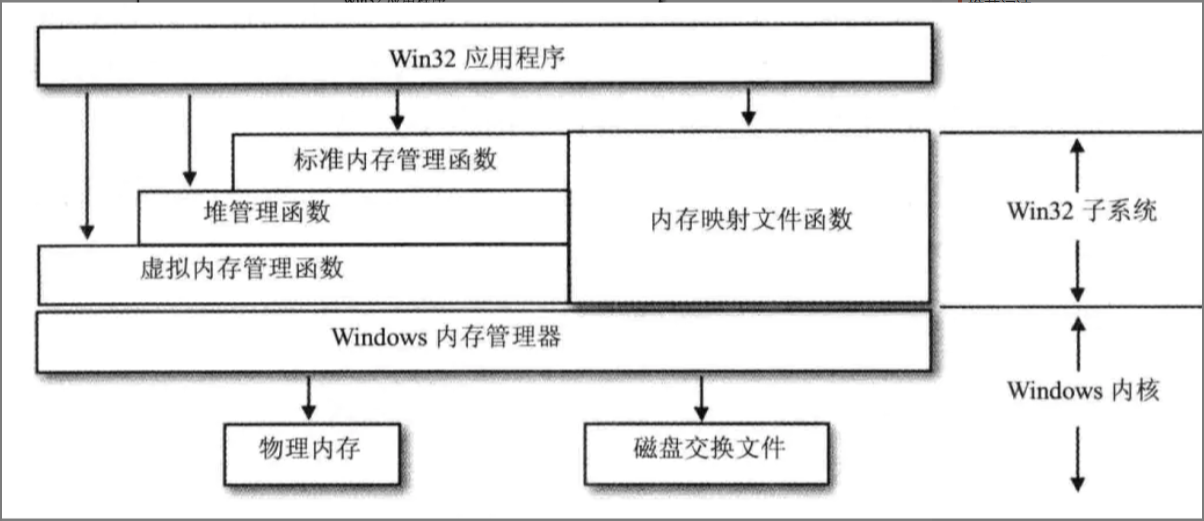 Win32 应用程序
标准内存管理函数
堆管理函数
内存映射文件函数
Win32 子系统
虚拟内存管理函数
Windows 内存管理器
Windows 内核
物理内存
磁盘交换文件